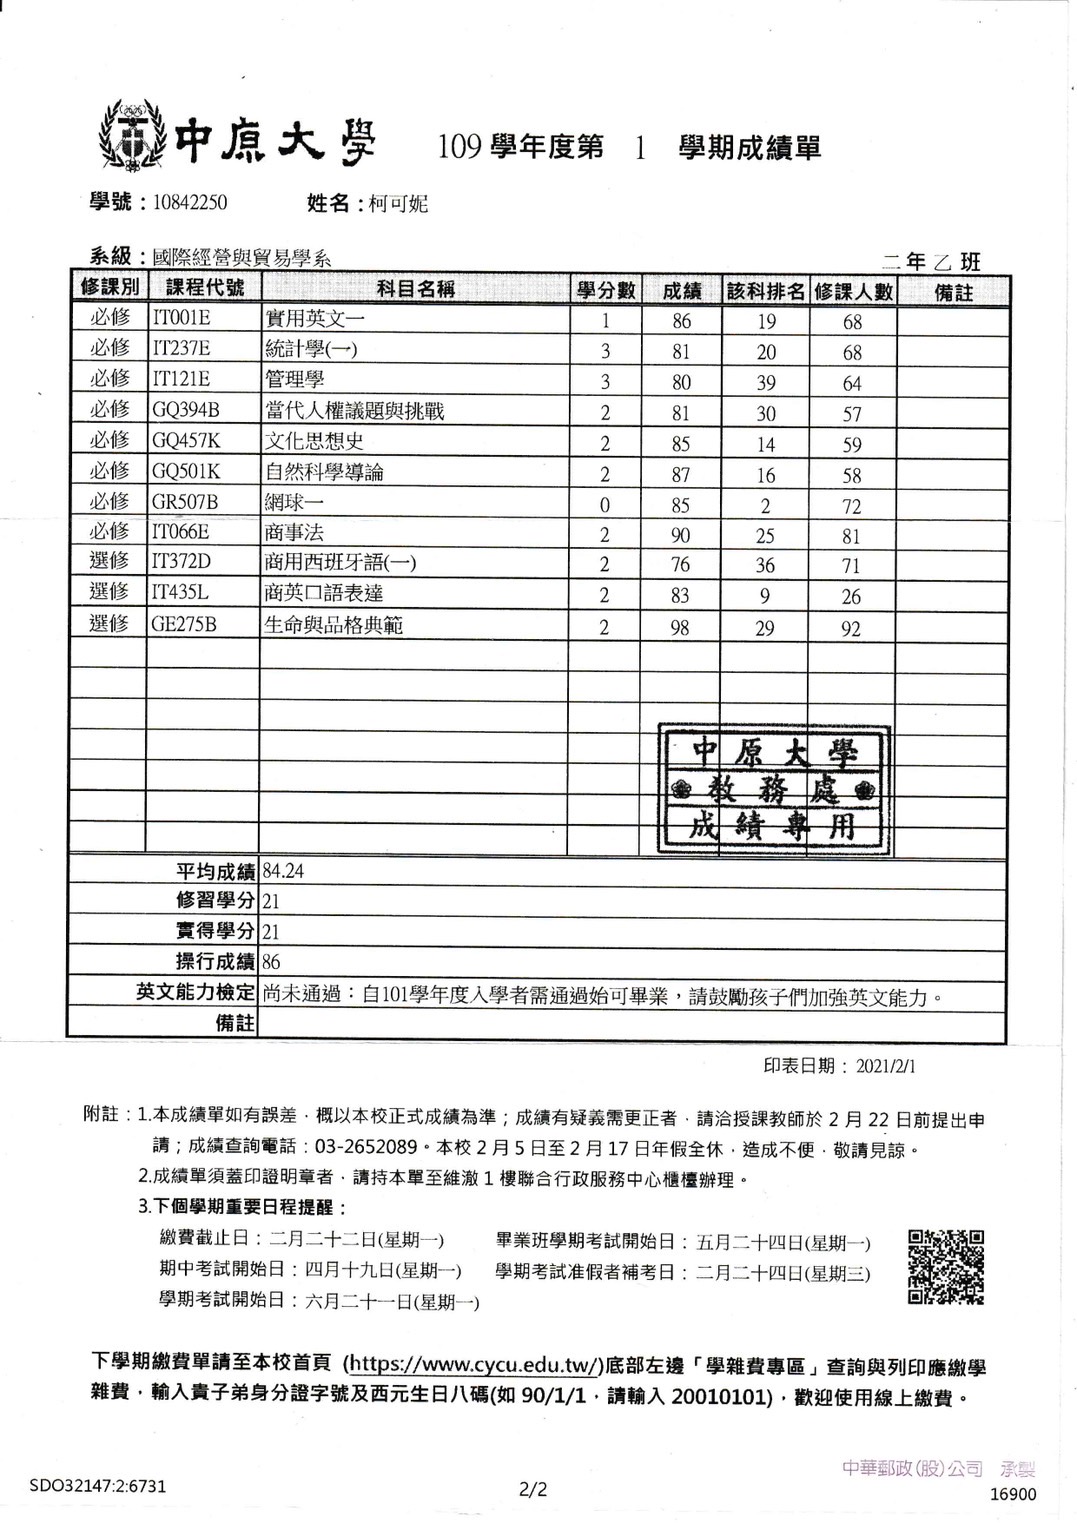 中原大學 109 學年度第 1 學期成績單
學號：10842250 姓名：柯可妮
系級：國際經營與貿易學系 二年乙班
修課別 課程代號 科目名稱 學分數 成績 該科排名 修課人數 備註
必修 IT001E 實用英文一 1 86 19 68
必修 IT237E 統計學(一) 3 81 20 68
必修 IT121E 管理學 3 80 39 64
必修 GQ394B 當代人權議題與挑戰 2 81 30 57
必修 GQ457K 文化思想史 2 85 14 59
必修 GQ501K 自然科學導論 2 87 16 58
必修 GR507B 網球一 0 85 2 72
必修 IT066E 商事法 2 90 25 81
選修 IT372D 商用西班牙語(一) 2 76 36 71
選修 IT435L 商英口語表達 2 83 9 26
選修 GE275B 生命與品格典範 2 98 29 92
中原大學
教務處
成績專用
平均成績 84.24
修習學分 21
實得學分 21
操行成績 86
英文能力檢定 尚未通過：自101學年度入學者需通過始可畢業，請鼓勵孩子們加強英文能力。
備註
印表日期： 2021/2/1
附註：1.本成績單如有誤差，概以本校正式成績為準；成績有疑義需更正者，請洽授課教師於 2 月 22 日前提出申
請；成績查詢電話：03-2652089。本校 2 月 5 日至 2 月 17 日年假全休，造成不便，敬請見諒。
2.成績單須蓋印證明章者，請持本單至維澈 1 樓聯合行政服務中心櫃檯辦理。
3.下個學期重要日程提醒：
繳費截止日：二月二十二日(星期一) 畢業班學期考試開始日：五月二十四日(星期一)
期中考試開始日：四月十九日(星期一) 學期考試准假者補考日：二月二十四日(星期三)
學期考試開始日：六月二十一日(星期一)
下學期繳費單請至本校首頁 (https://www.cycu.edu.tw/)底部左邊「學雜費專區」查詢與列印應繳學
雜費，輸入貴子弟身分證字號及西元生日八碼(如 90/1/1，請輸入 20010101)，歡迎使用線上繳費。
中華郵政(股)公司 承製
SDO32147:2:6731 2/2 16900